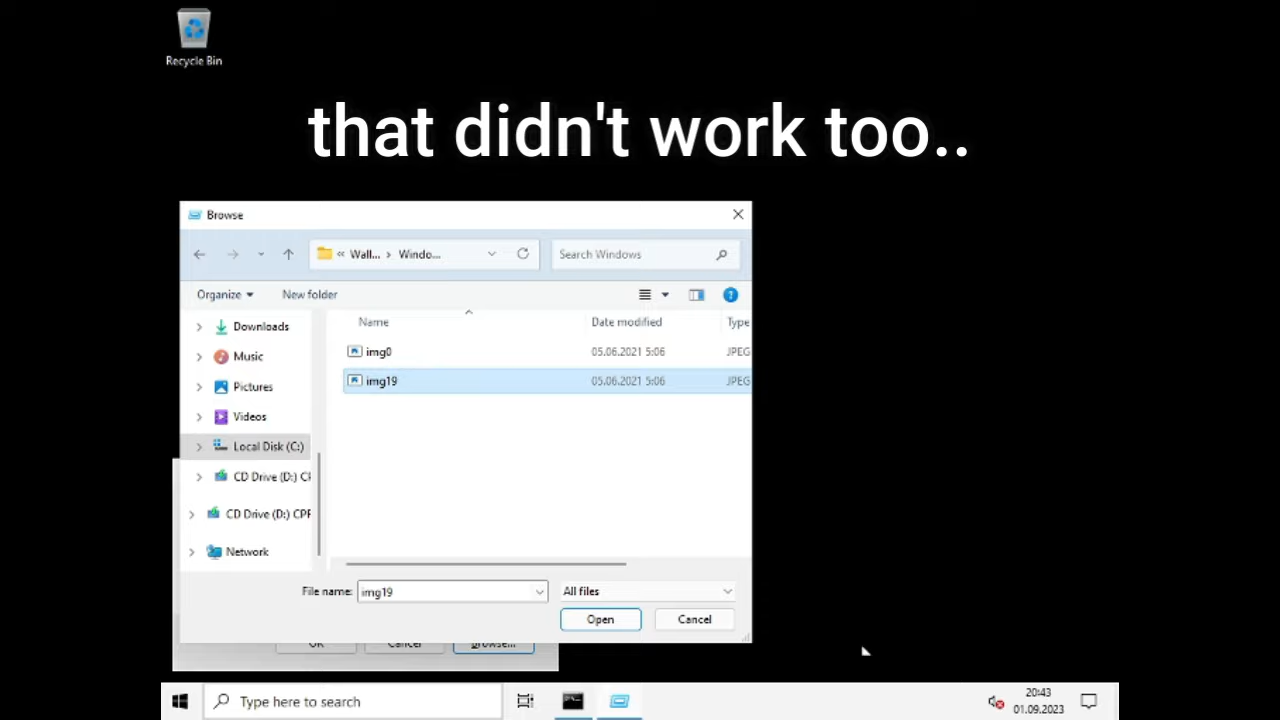 Recycle Bin
that didn't work too..
Browse
« Wall... › Windo...
Search Windows
Organize
New folder
Name
Date modified
Type
Downloads
Music
Pictures
Videos
Local Disk (C:)
CD Drive (D:) C
CD Drive (D:) CPF
Network
img0
05.06.2021 5:06
JPEG
img19
05.06.2021 5:06
JPEG
File name:
img19
All files
Open
Cancel
OK
Cancel
Browse...
Type here to search
20:43
01.09.2023